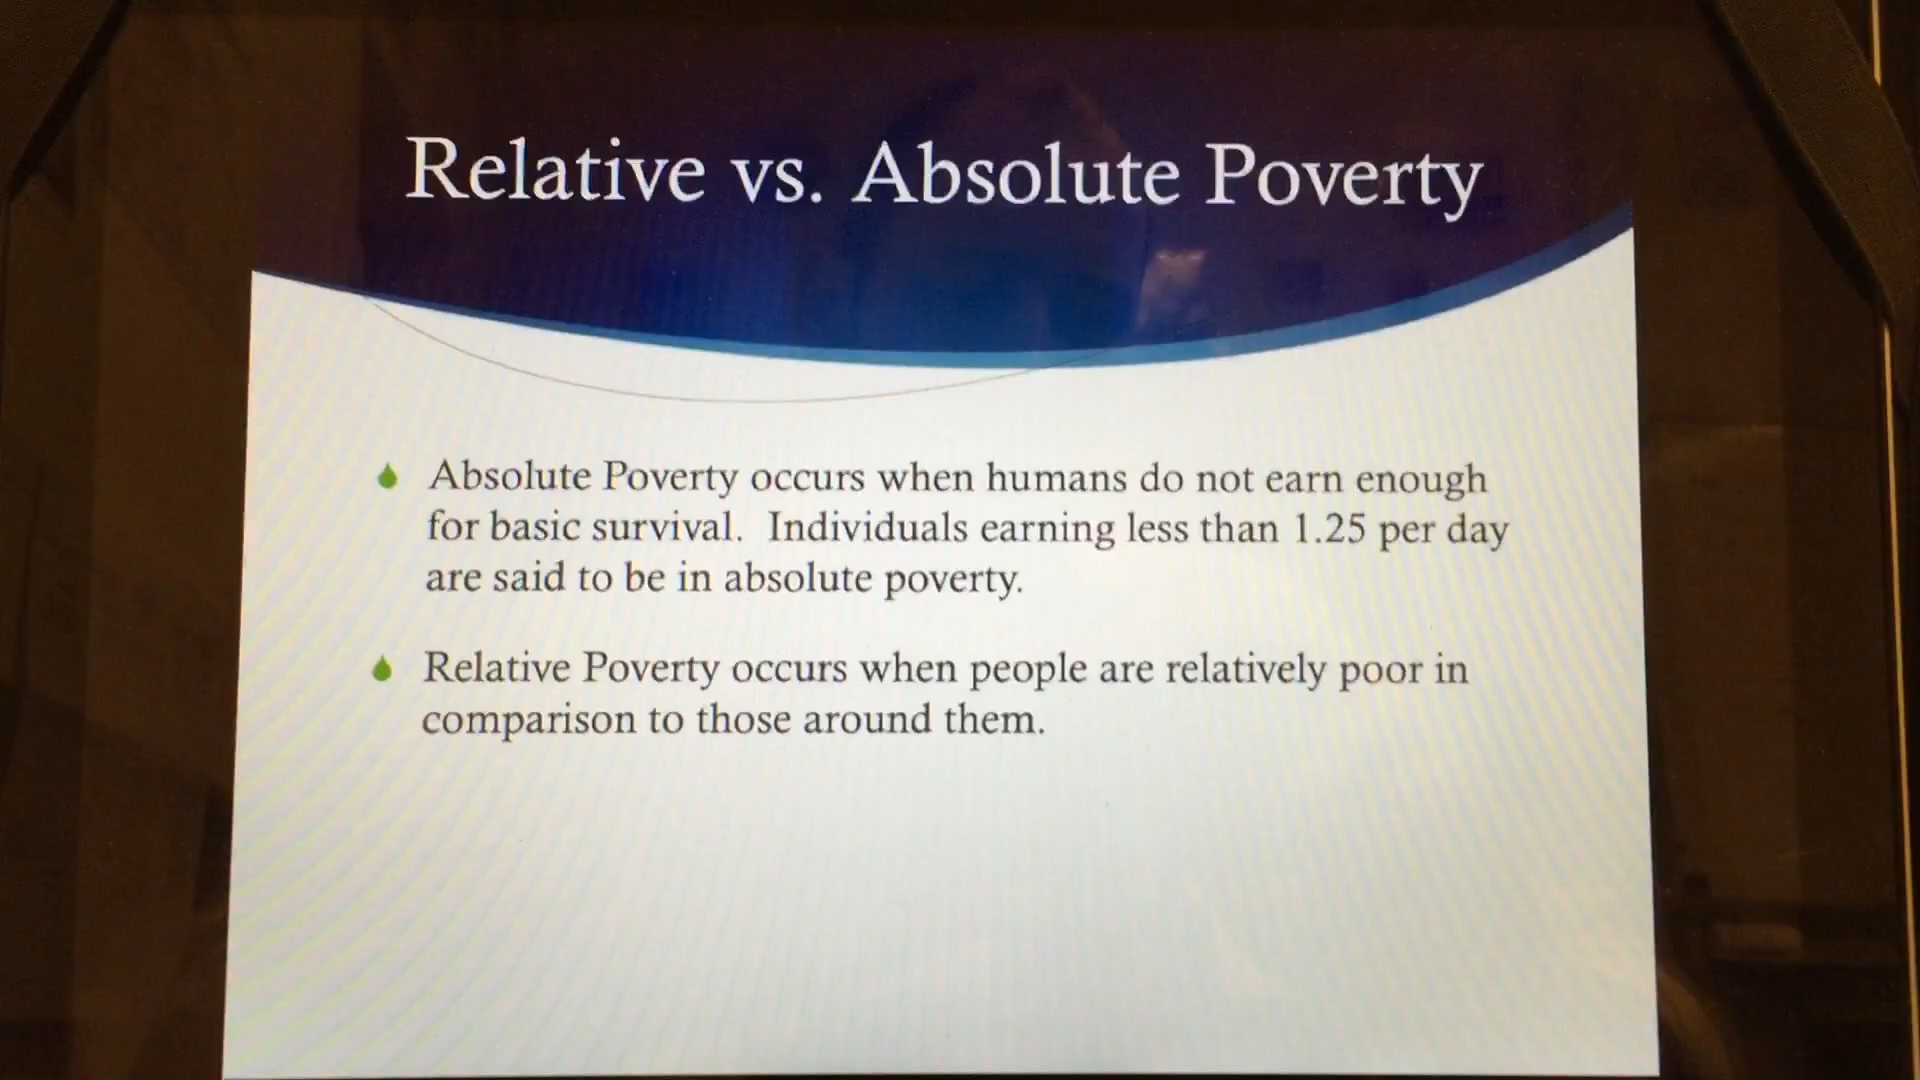 Relative vs. Absolute Poverty
Absolute Poverty occurs when humans do not earn enough
for basic survival. Individuals earning less than 1.25 per day
are said to be in absolute poverty.
Relative Poverty occurs when people are relatively poor in
comparison to those around them.